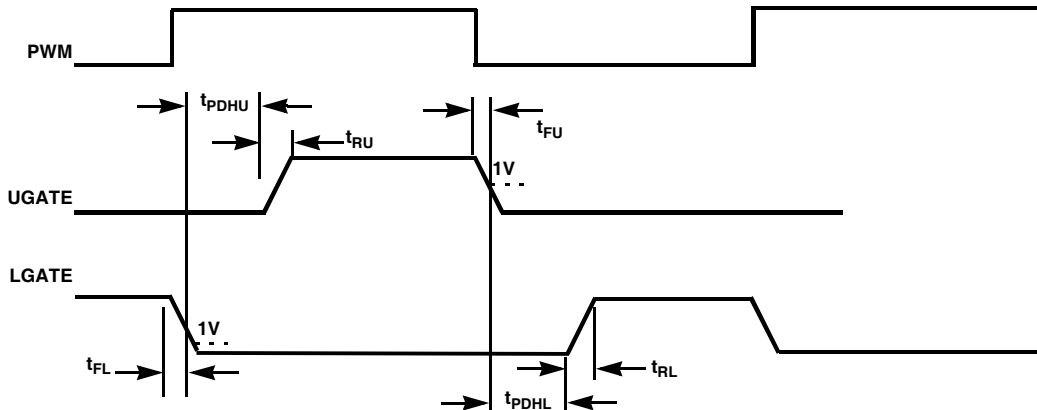 PWM
tPDHU
tRU
tFU
1V
UGATE
LGATE
1V
tFL
tRL
tPDHL